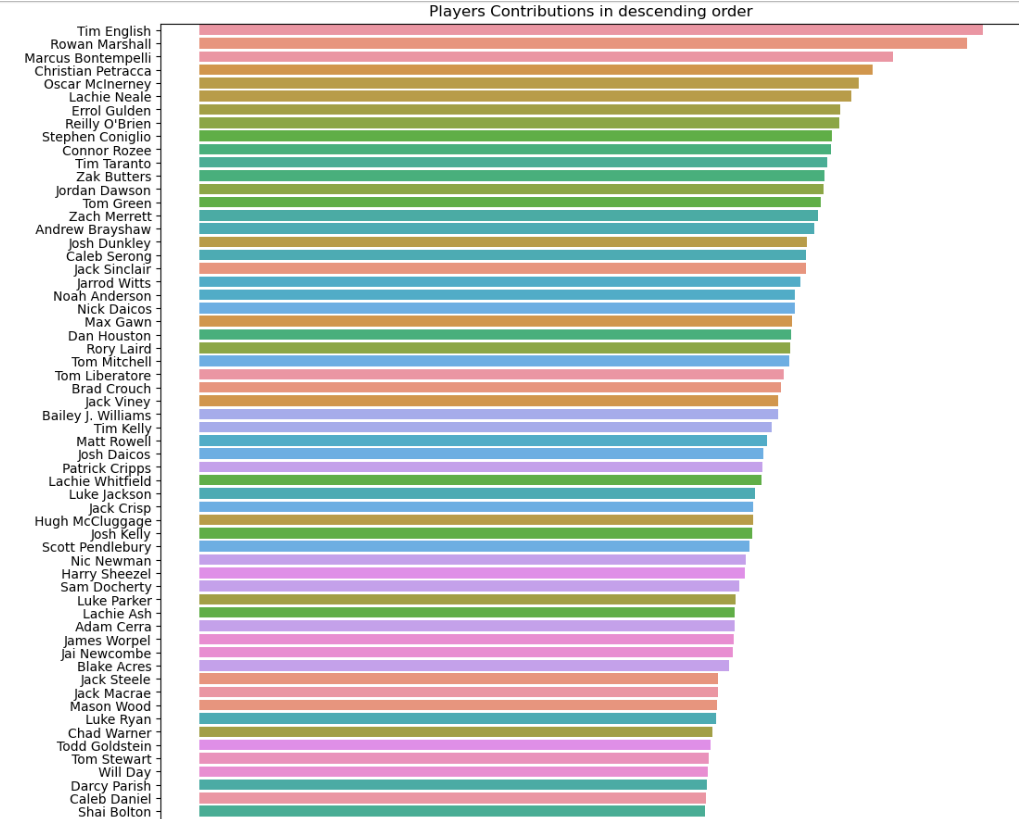 Players Contributions in descending order
Tim English
Rowan Marshall
Marcus Bontempelli
Christian Petracca
Oscar McInerney
Lachie Neale
Errol Gulden
Reilly O'Brien
Stephen Coniglio
Connor Rozee
Tim Taranto
Zak Butters
Jordan Dawson
Tom Green
Zach Merrett
Andrew Brayshaw
Josh Dunkley
Caleb Serong
Jack Sinclair
Jarrod Witts
Noah Anderson
Nick Daicos
Max Gawn
Dan Houston
Rory Laird
Tom Mitchell
Tom Liberatore
Brad Crouch
Jack Viney
Bailey J. Williams
Tim Kelly
Matt Rowell
Josh Daicos
Patrick Cripps
Lachie Whitfield
Luke Jackson
Jack Crisp
Hugh McCluggage
Josh Kelly
Scott Pendlebury
Nic Newman
Harry Sheezel
Sam Docherty
Luke Parker
Lachie Ash
Adam Cerra
James Worpel
Jai Newcombe
Blake Acres
Jack Steele
Jack Macrae
Mason Wood
Luke Ryan
Chad Warner
Todd Goldstein
Tom Stewart
Will Day
Darcy Parish
Caleb Daniel
Shai Bolton